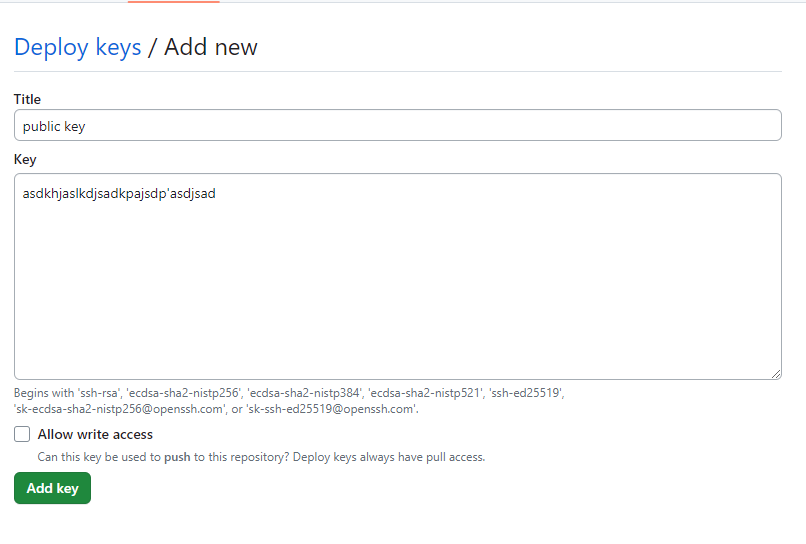 Deploy keys / Add new
Title
public key
Key
asdkhjaslkdjsadkpajsdp'asdjsad
Begins with 'ssh-rsa', 'ecdsa-sha2-nistp256', 'ecdsa-sha2-nistp384', 'ecdsa-sha2-nistp521', 'ssh-ed25519',
'sk-ecdsa-sha2-nistp256@openssh.com', or 'sk-ssh-ed25519@openssh.com'.
Allow write access
Can this key be used to push to this repository? Deploy keys always have pull access.
Add key